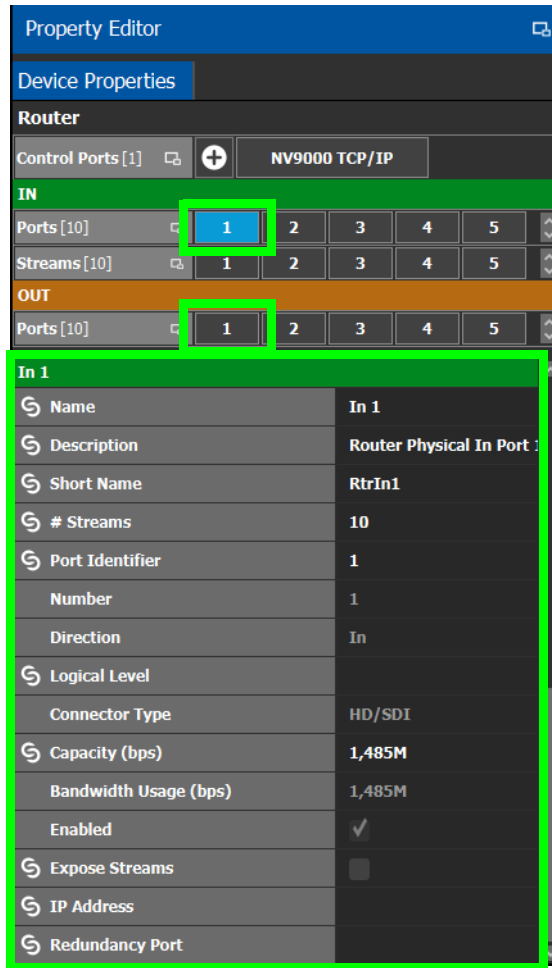 Property Editor
Device Properties
Router
Control Ports [1] NV9000 TCP/IP
IN
Ports [10] 1 2 3 4 5
Streams [10] 1 2 3 4 5
OUT
Ports [10] 1 2 3 4 5
In 1
Name In 1
Description Router Physical In Port 1
Short Name RtrIn1
# Streams 10
Port Identifier 1
Number 1
Direction In
Logical Level
Connector Type HD/SDI
Capacity (bps) 1,485M
Bandwidth Usage (bps) 1,485M
Enabled
Expose Streams
IP Address
Redundancy Port